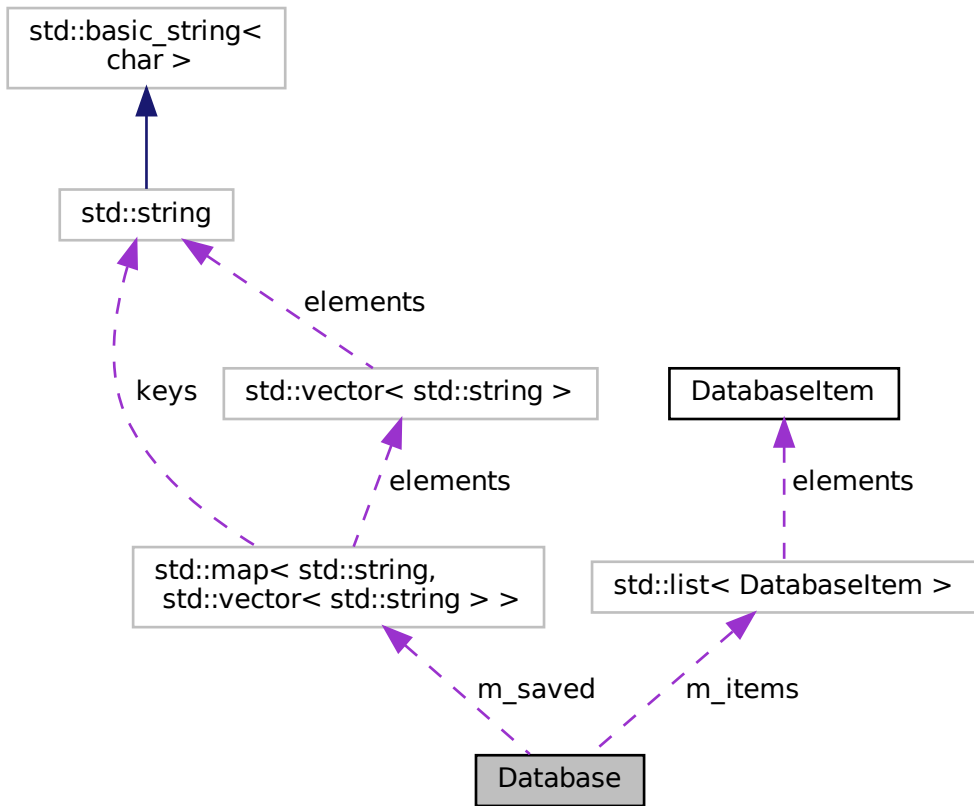 std::basic_string<
char >
std::string
elements
keys
std::vector< std::string >
DatabaseItem
elements
elements
std::map< std::string,
std::vector< std::string > >
std::list< DatabaseItem >
m_saved
m_items
Database